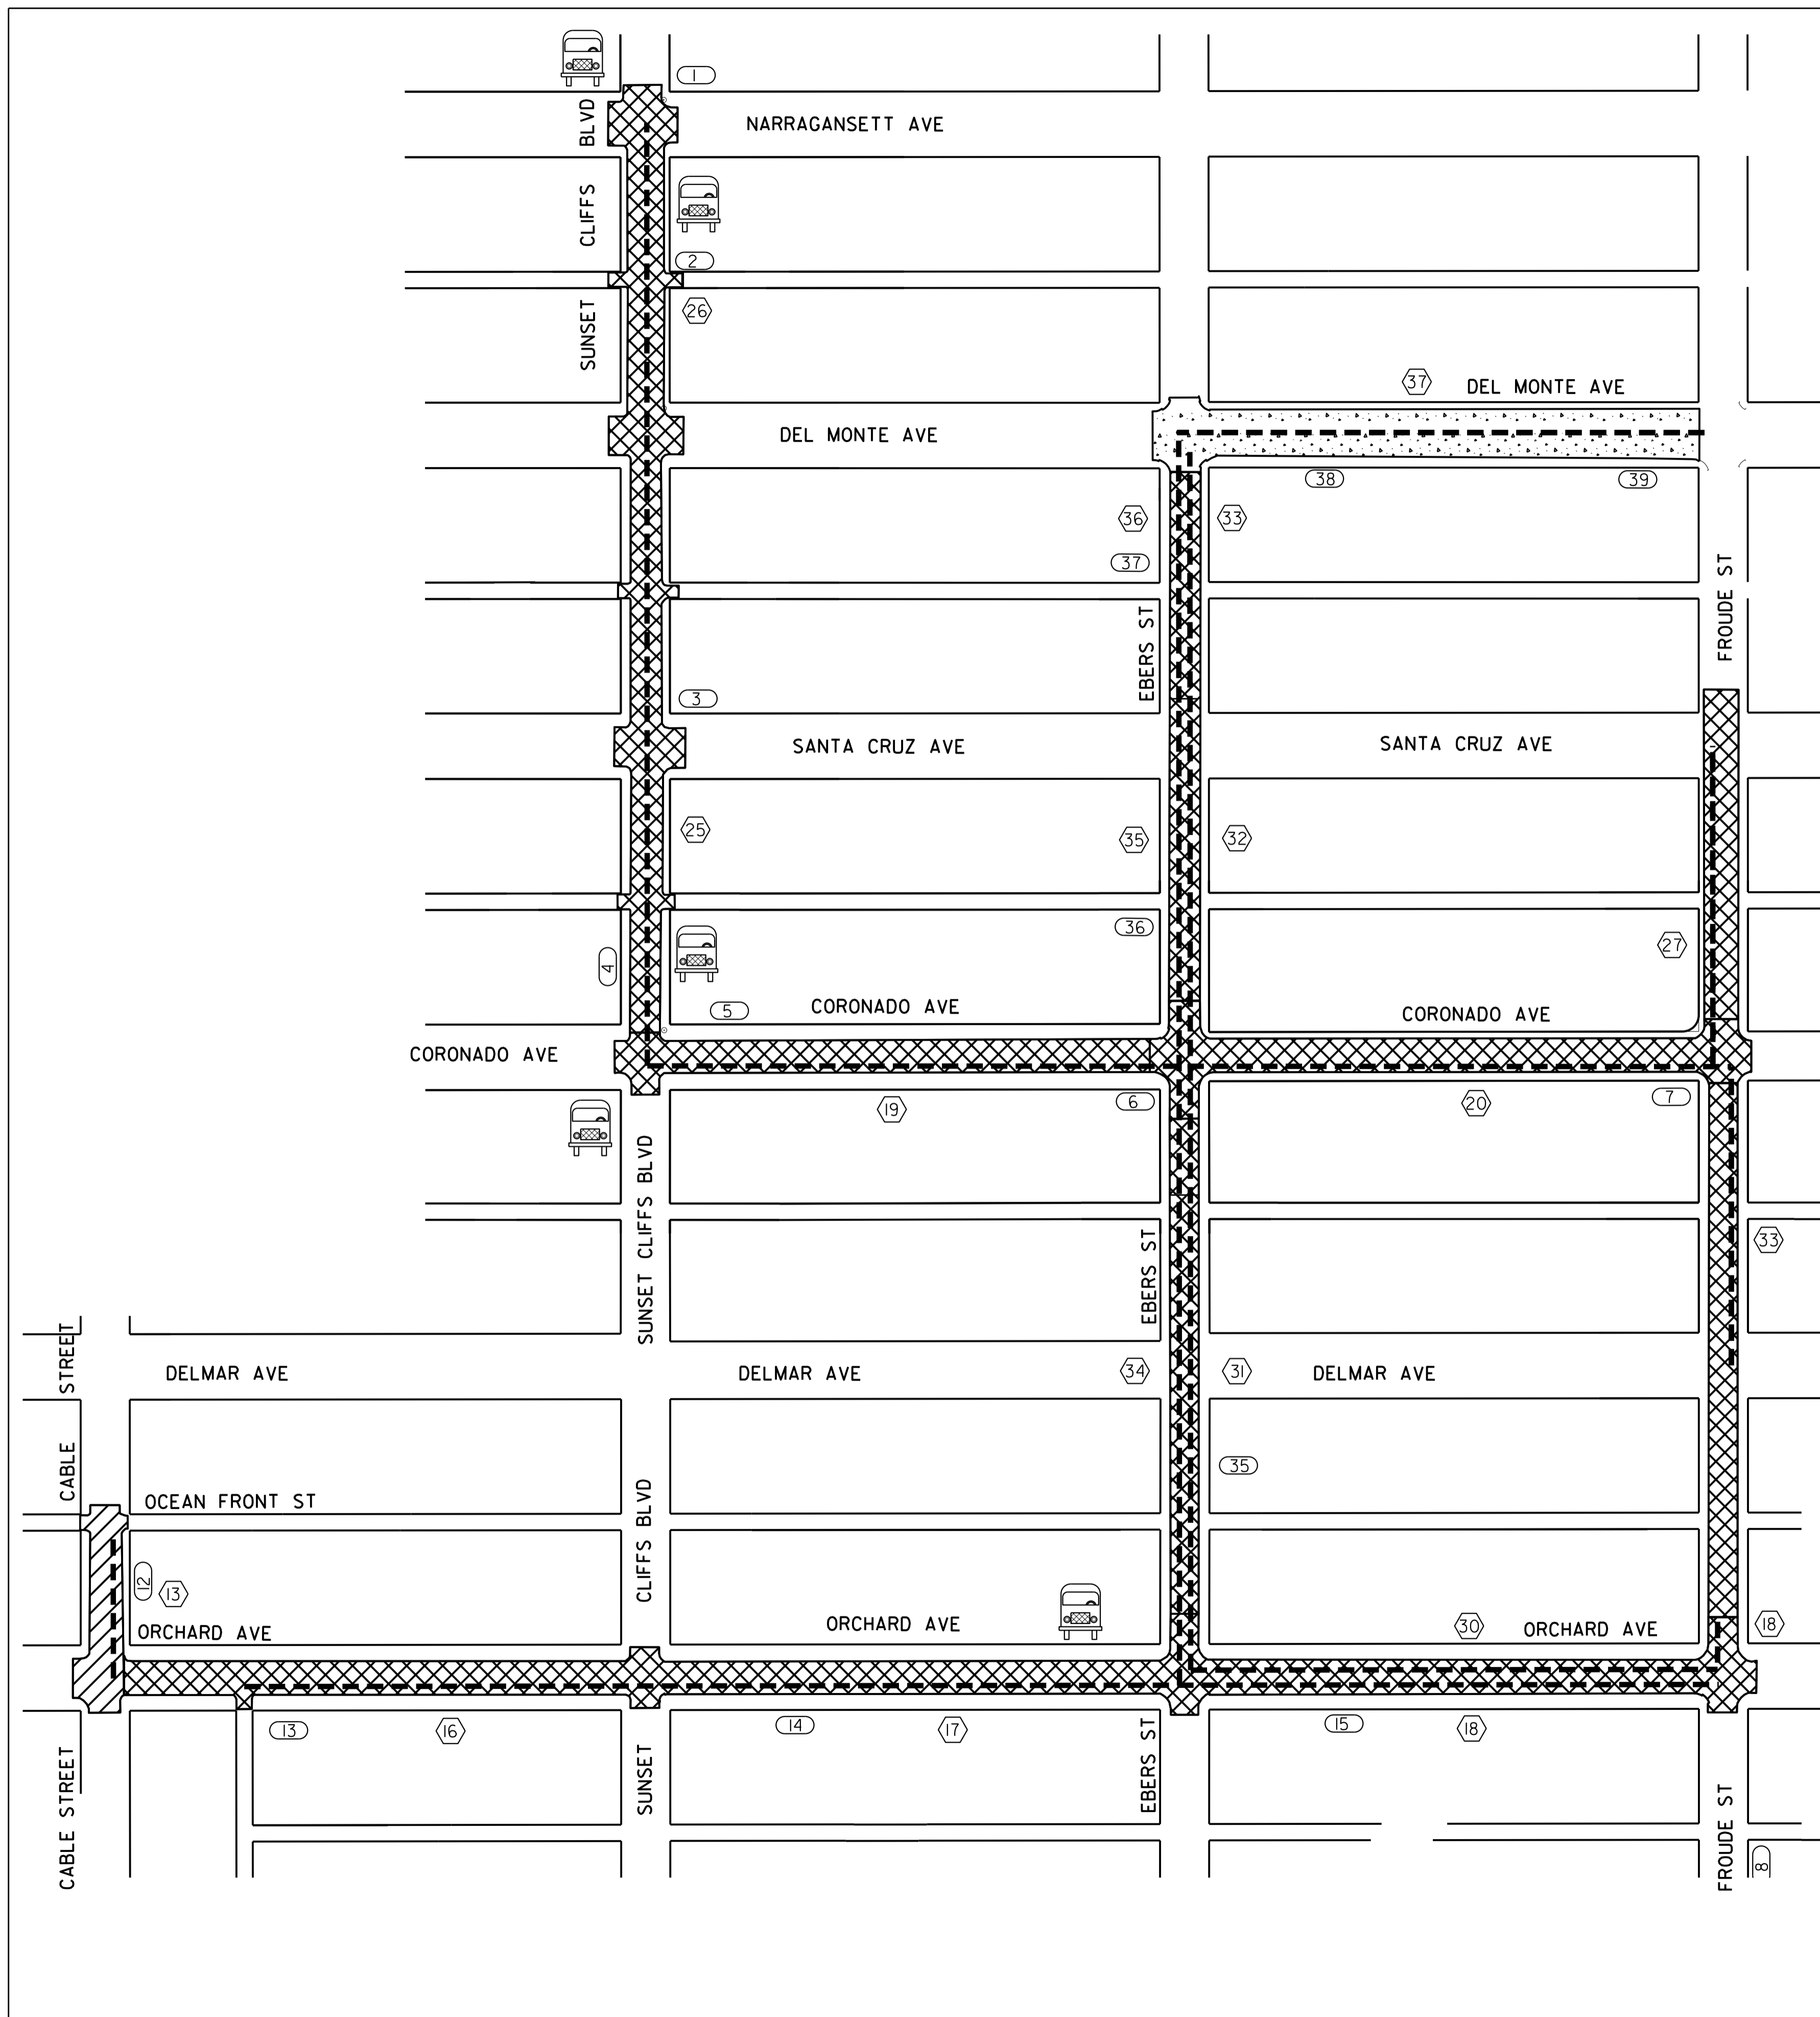 1
NARRAGANSETT AVE
SUNSET CLIFFS BLVD
2
26
37
DEL MONTE AVE
DEL MONTE AVE
38
39
36
33
37
EBERS ST
FROUDE ST
3
SANTA CRUZ AVE
SANTA CRUZ AVE
25
35
32
36
27
4
5
CORONADO AVE
CORONADO AVE
CORONADO AVE
19
6
20
7
SUNSET CLIFFS BLVD
EBERS ST
33
CABLE STREET
DELMAR AVE
DELMAR AVE
34
31
DELMAR AVE
35
OCEAN FRONT ST
12
13
ORCHARD AVE
SUNSET CLIFFS BLVD
ORCHARD AVE
30
ORCHARD AVE
18
13
16
14
17
15
18
EBERS ST
CABLE STREET
FROUDE ST
8